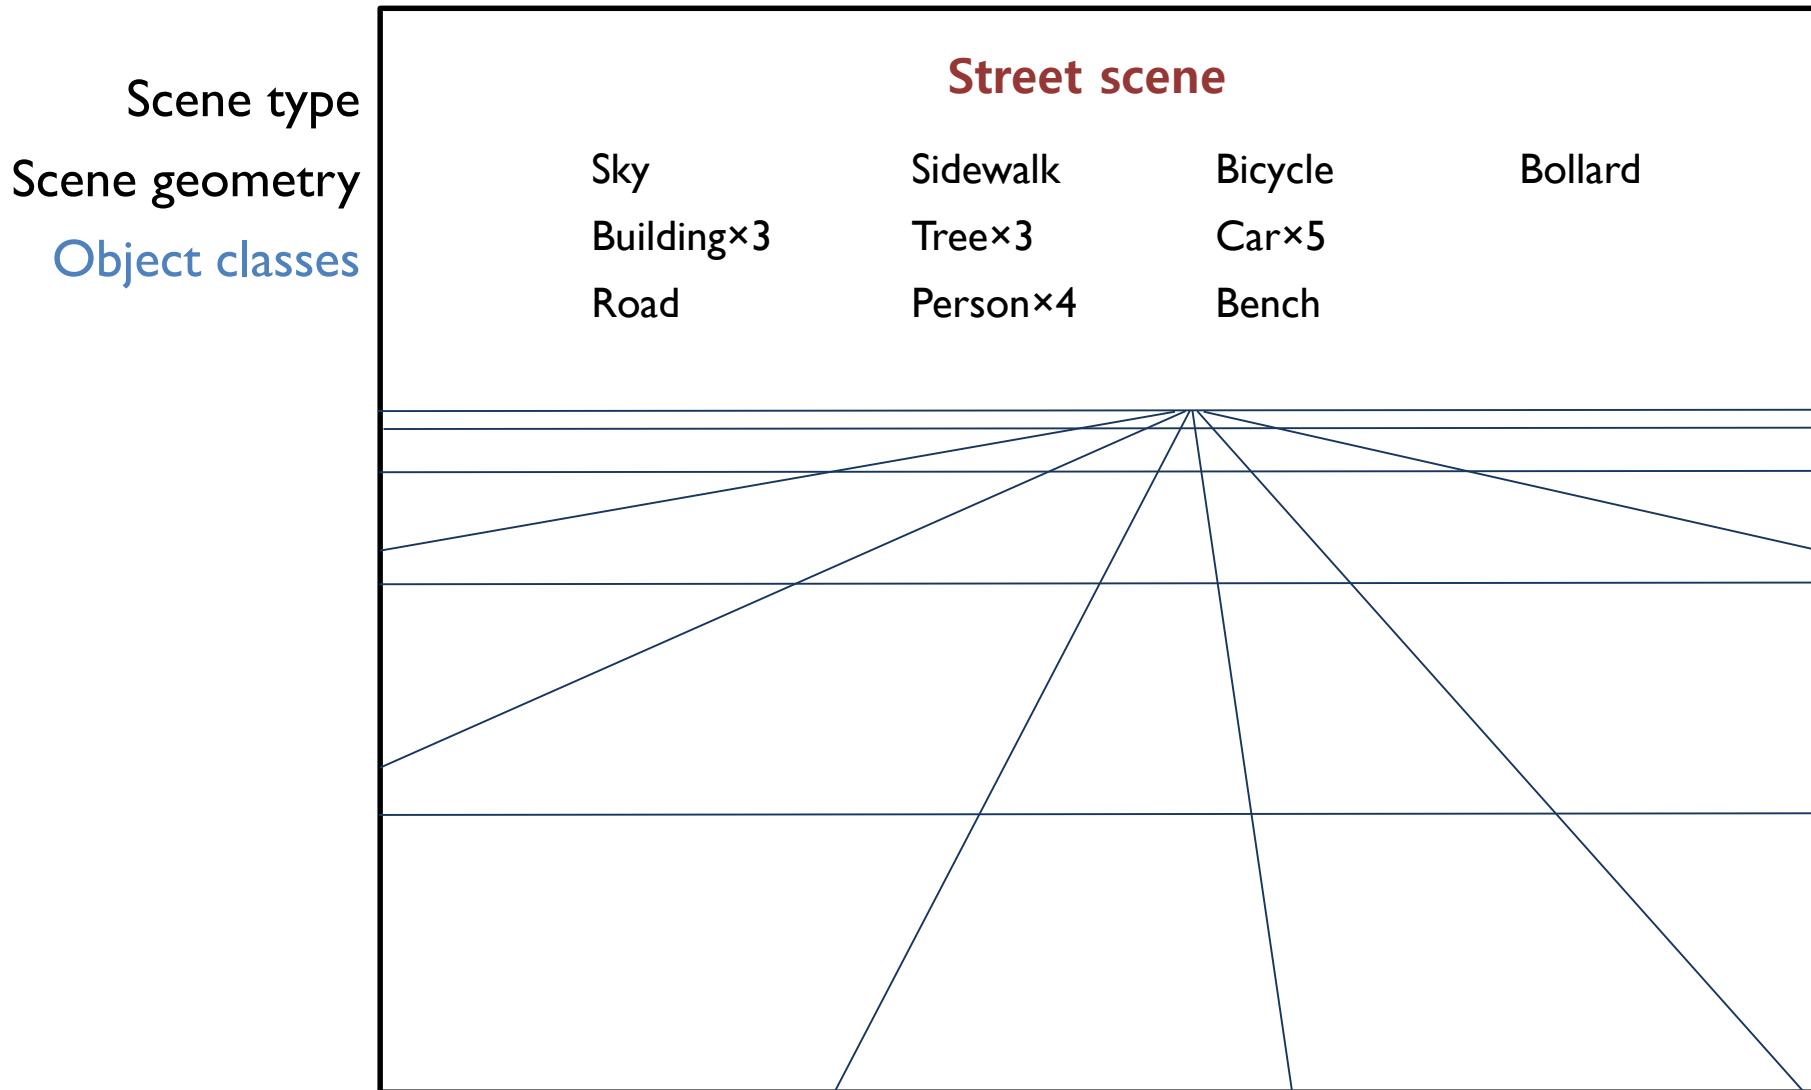 Scene type
Scene geometry
Object classes
Street scene
Sky Sidewalk Bicycle Bollard
Building×3 Tree×3 Car×5
Road Person×4 Bench